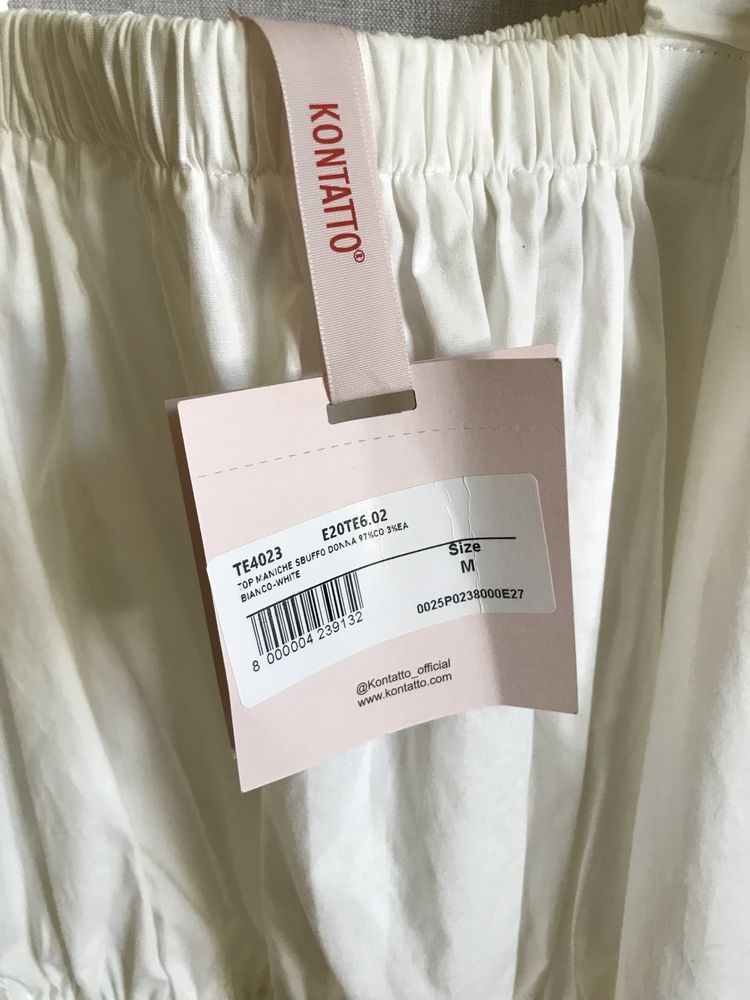 KONTATTO®
TE4023 E20TE6.02
TOP MANICHE SBUFFO DONNA 97%CO 3%EA
BIANCO-WHITE
Size
M
8 000004 239132
0025P0238000E27
@Kontatto_official
www.kontatto.com